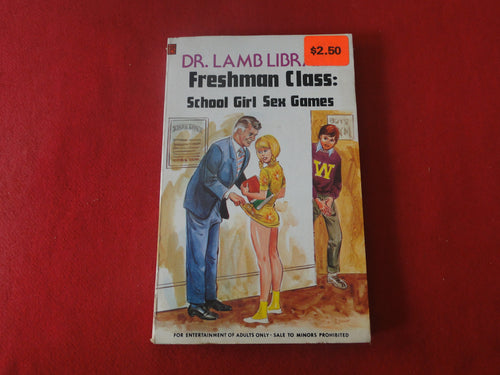 $2.50
DR. LAMB LIBRA
Freshman Class:
School Girl Sex Games
BOYS
W
FOR ENTERTAINMENT OF ADULTS ONLY · SALE TO MINORS PROHIBITED